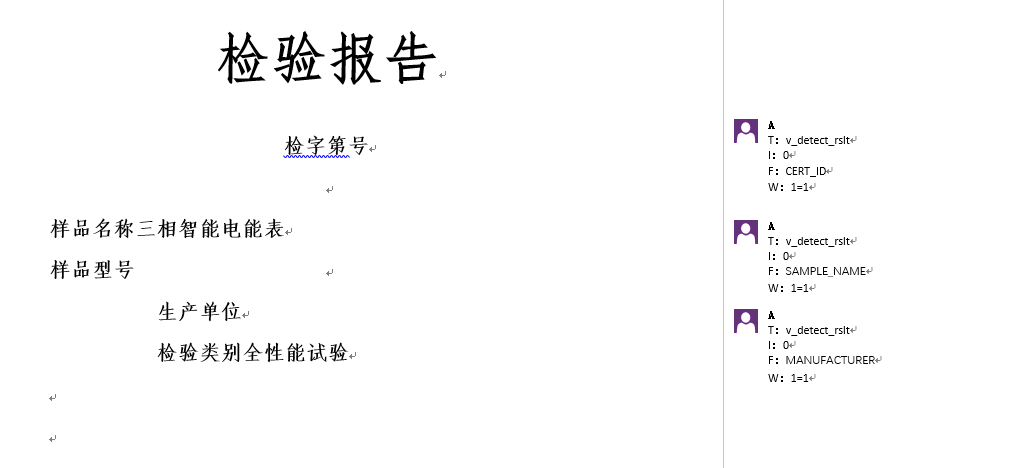 检验报告
检字第号
样品名称三相智能电能表
样品型号
生产单位
检验类别全性能试验
A
T: v_detect_rslt
I: 0
F: CERT_ID
W: 1=1
A
T: v_detect_rslt
I: 0
F: SAMPLE_NAME
W: 1=1
A
T: v_detect_rslt
I: 0
F: MANUFACTURER
W: 1=1